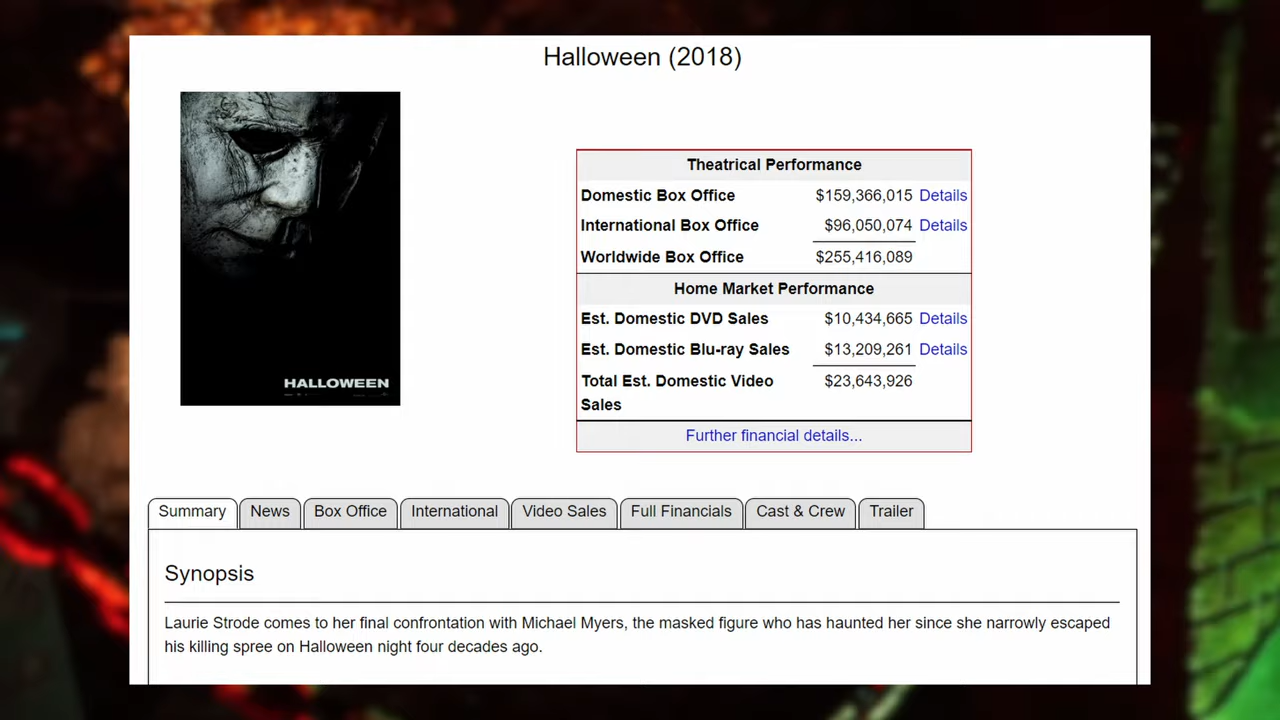 Halloween (2018)
HALLOWEEN
Theatrical Performance
Domestic Box Office $159,366,015 Details
International Box Office $96,050,074 Details
Worldwide Box Office $255,416,089
Home Market Performance
Est. Domestic DVD Sales $10,434,665 Details
Est. Domestic Blu-ray Sales $13,209,261 Details
Total Est. Domestic Video $23,643,926
Sales
Further financial details...
Summary News Box Office International Video Sales Full Financials Cast & Crew Trailer
Synopsis
Laurie Strode comes to her final confrontation with Michael Myers, the masked figure who has haunted her since she narrowly escaped
his killing spree on Halloween night four decades ago.